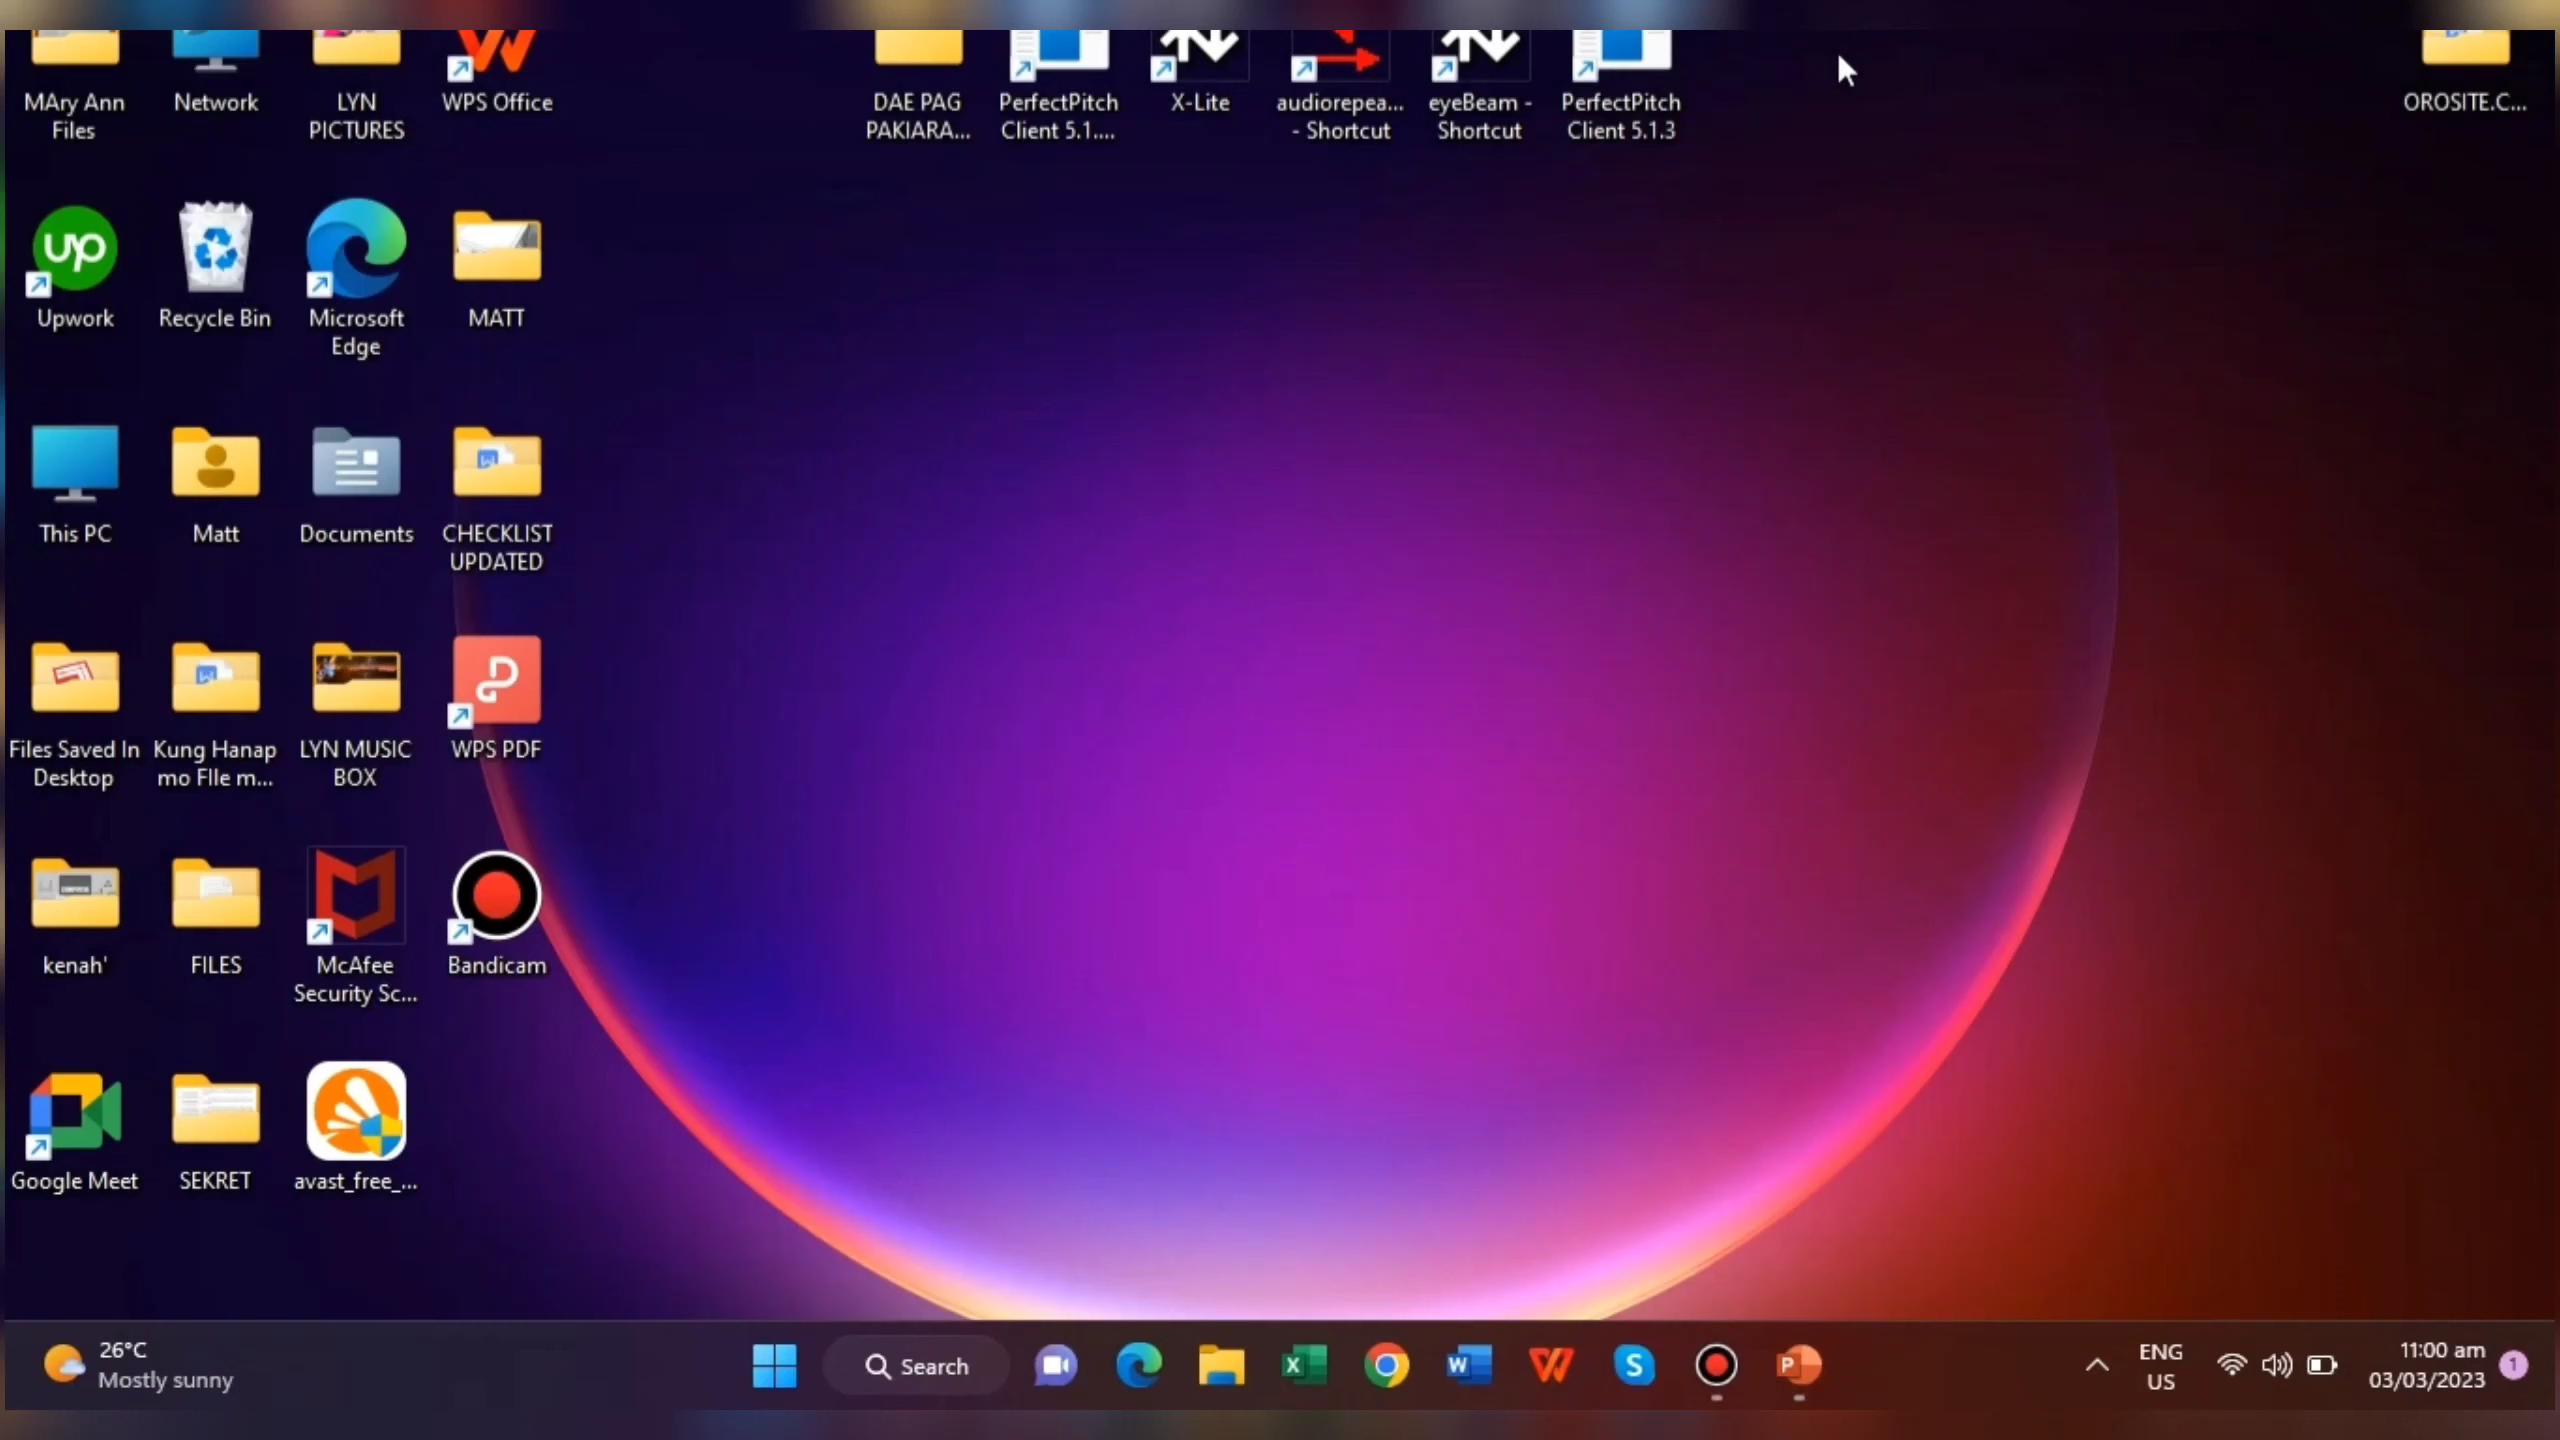 MAry Ann
Files
Network
LYN
PICTURES
WPS Office
DAE PAG
PAKIARA...
PerfectPitch
Client 5.1....
X-Lite
audiorepea...
- Shortcut
eyeBeam -
Shortcut
PerfectPitch
Client 5.1.3
OROSITE.C...
up
Upwork
Recycle Bin
Microsoft
Edge
MATT
This PC
Matt
Documents
CHECKLIST
UPDATED
Files Saved In
Desktop
Kung Hanap
mo FIle m...
LYN MUSIC
BOX
WPS PDF
kenah'
FILES
McAfee
Security Sc...
Bandicam
Google Meet
SEKRET
avast_free_...
26°C
Mostly sunny
Search
ENG
US
11:00 am
03/03/2023
1